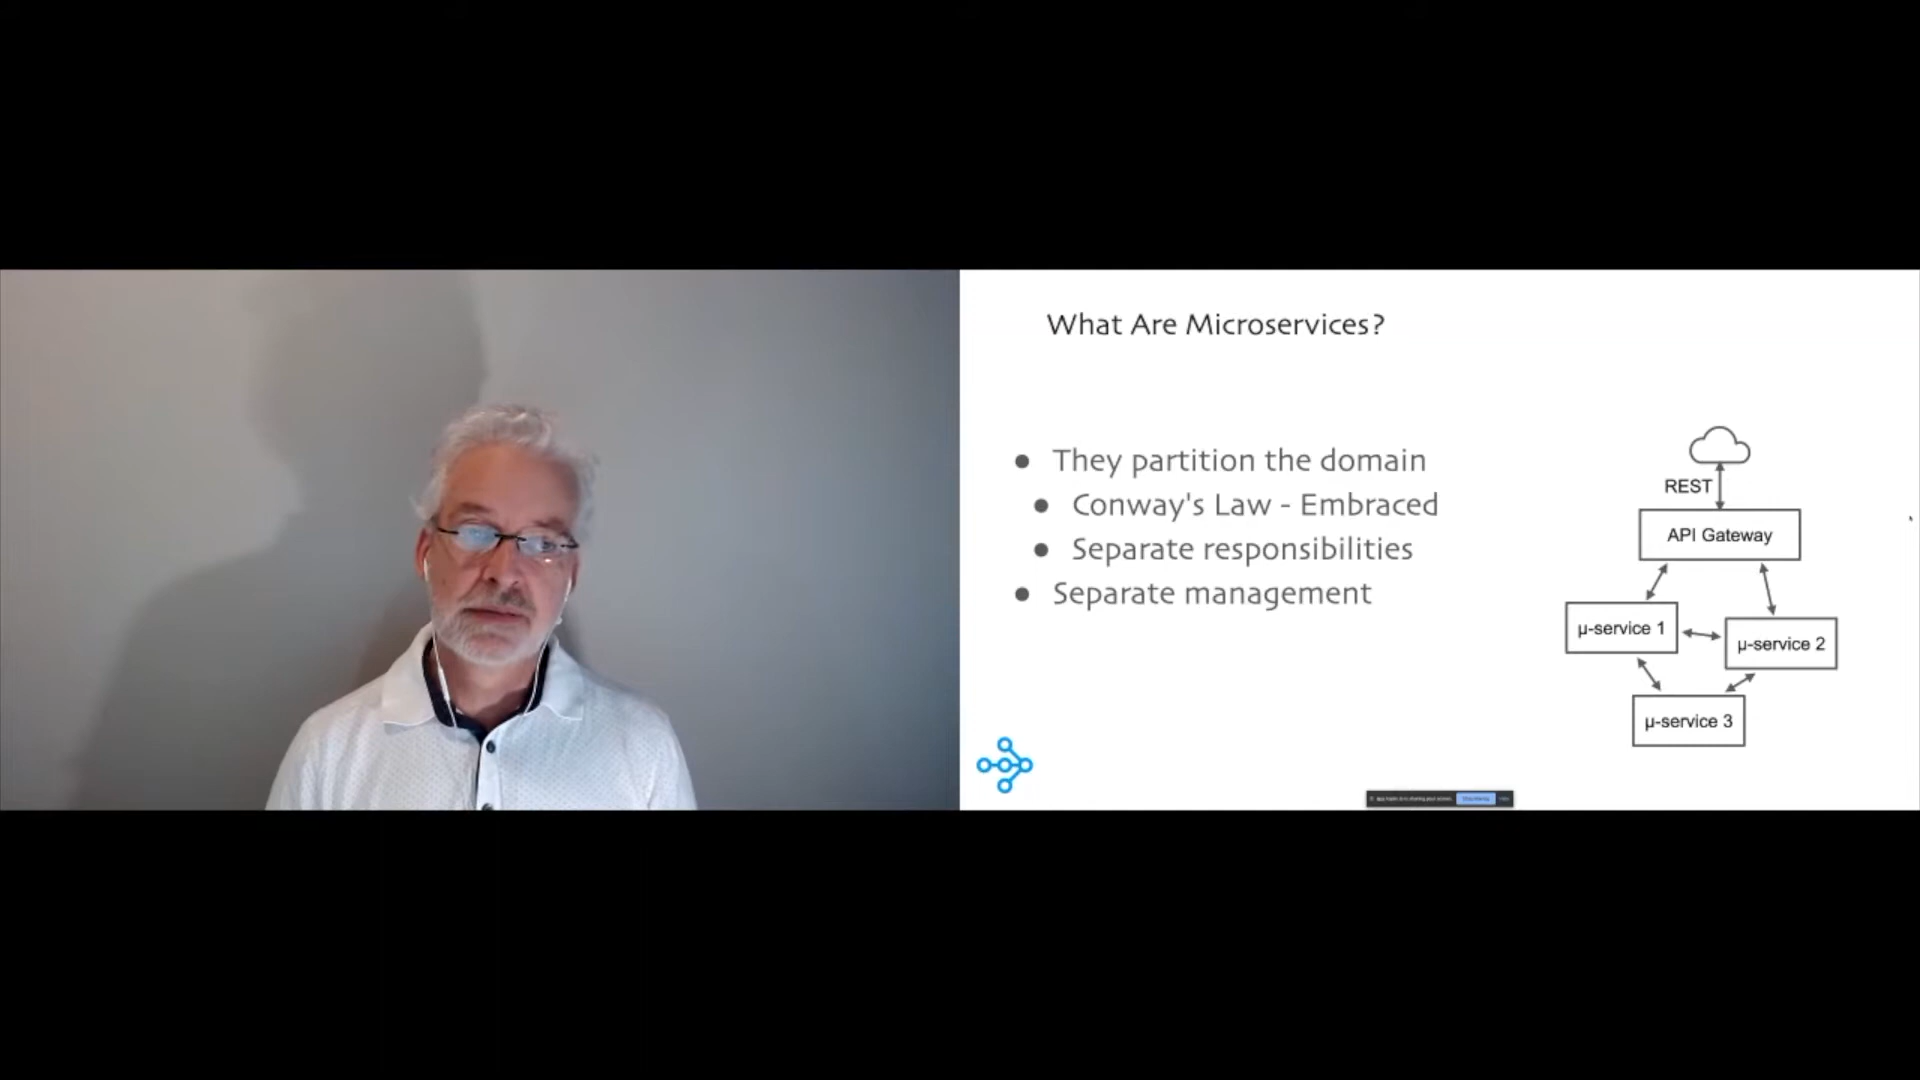 What Are Microservices?
They partition the domain
Conway's Law - Embraced
Separate responsibilities
Separate management
REST
API Gateway
µ-service 1
µ-service 2
µ-service 3